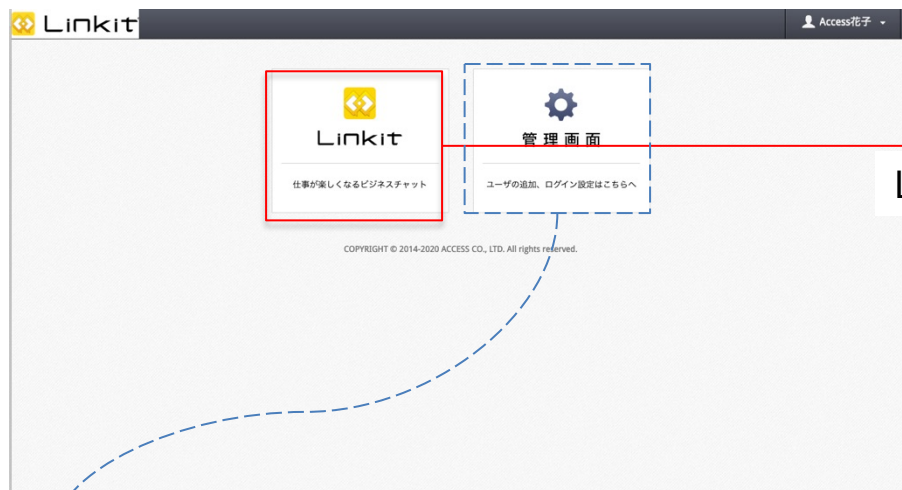 Linkit
Access花子
Linkit
管理画面
仕事が楽しくなるビジネスチャット
ユーザの追加、ログイン設定はこちらへ
COPYRIGHT © 2014-2020 ACCESS CO., LTD. All rights reserved.